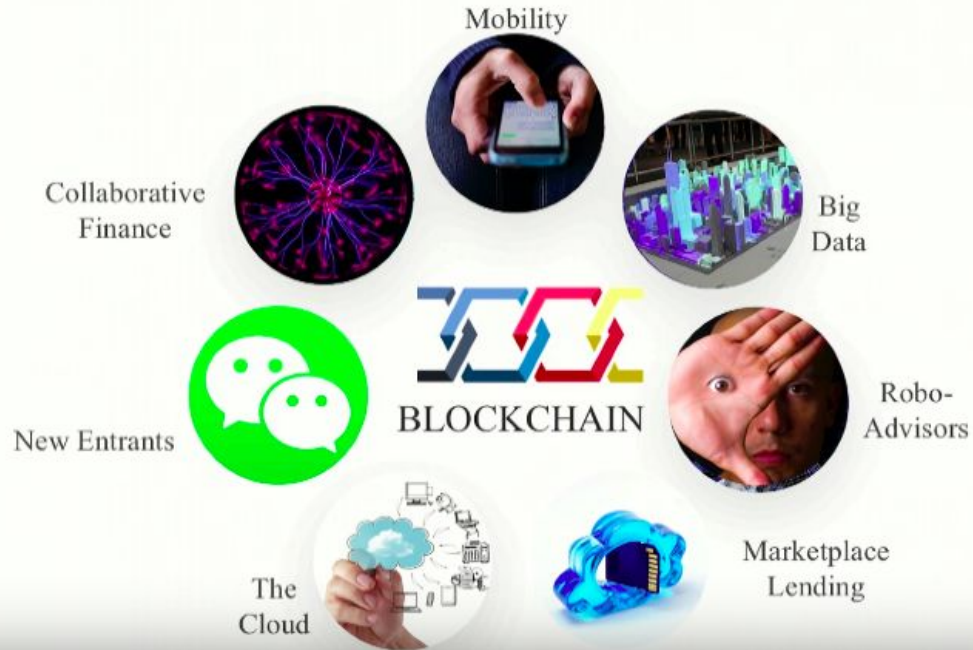 Mobility
Collaborative
Finance
Big
Data
BLOCKCHAIN
New Entrants
Robo-
Advisors
Marketplace
Lending
The
Cloud